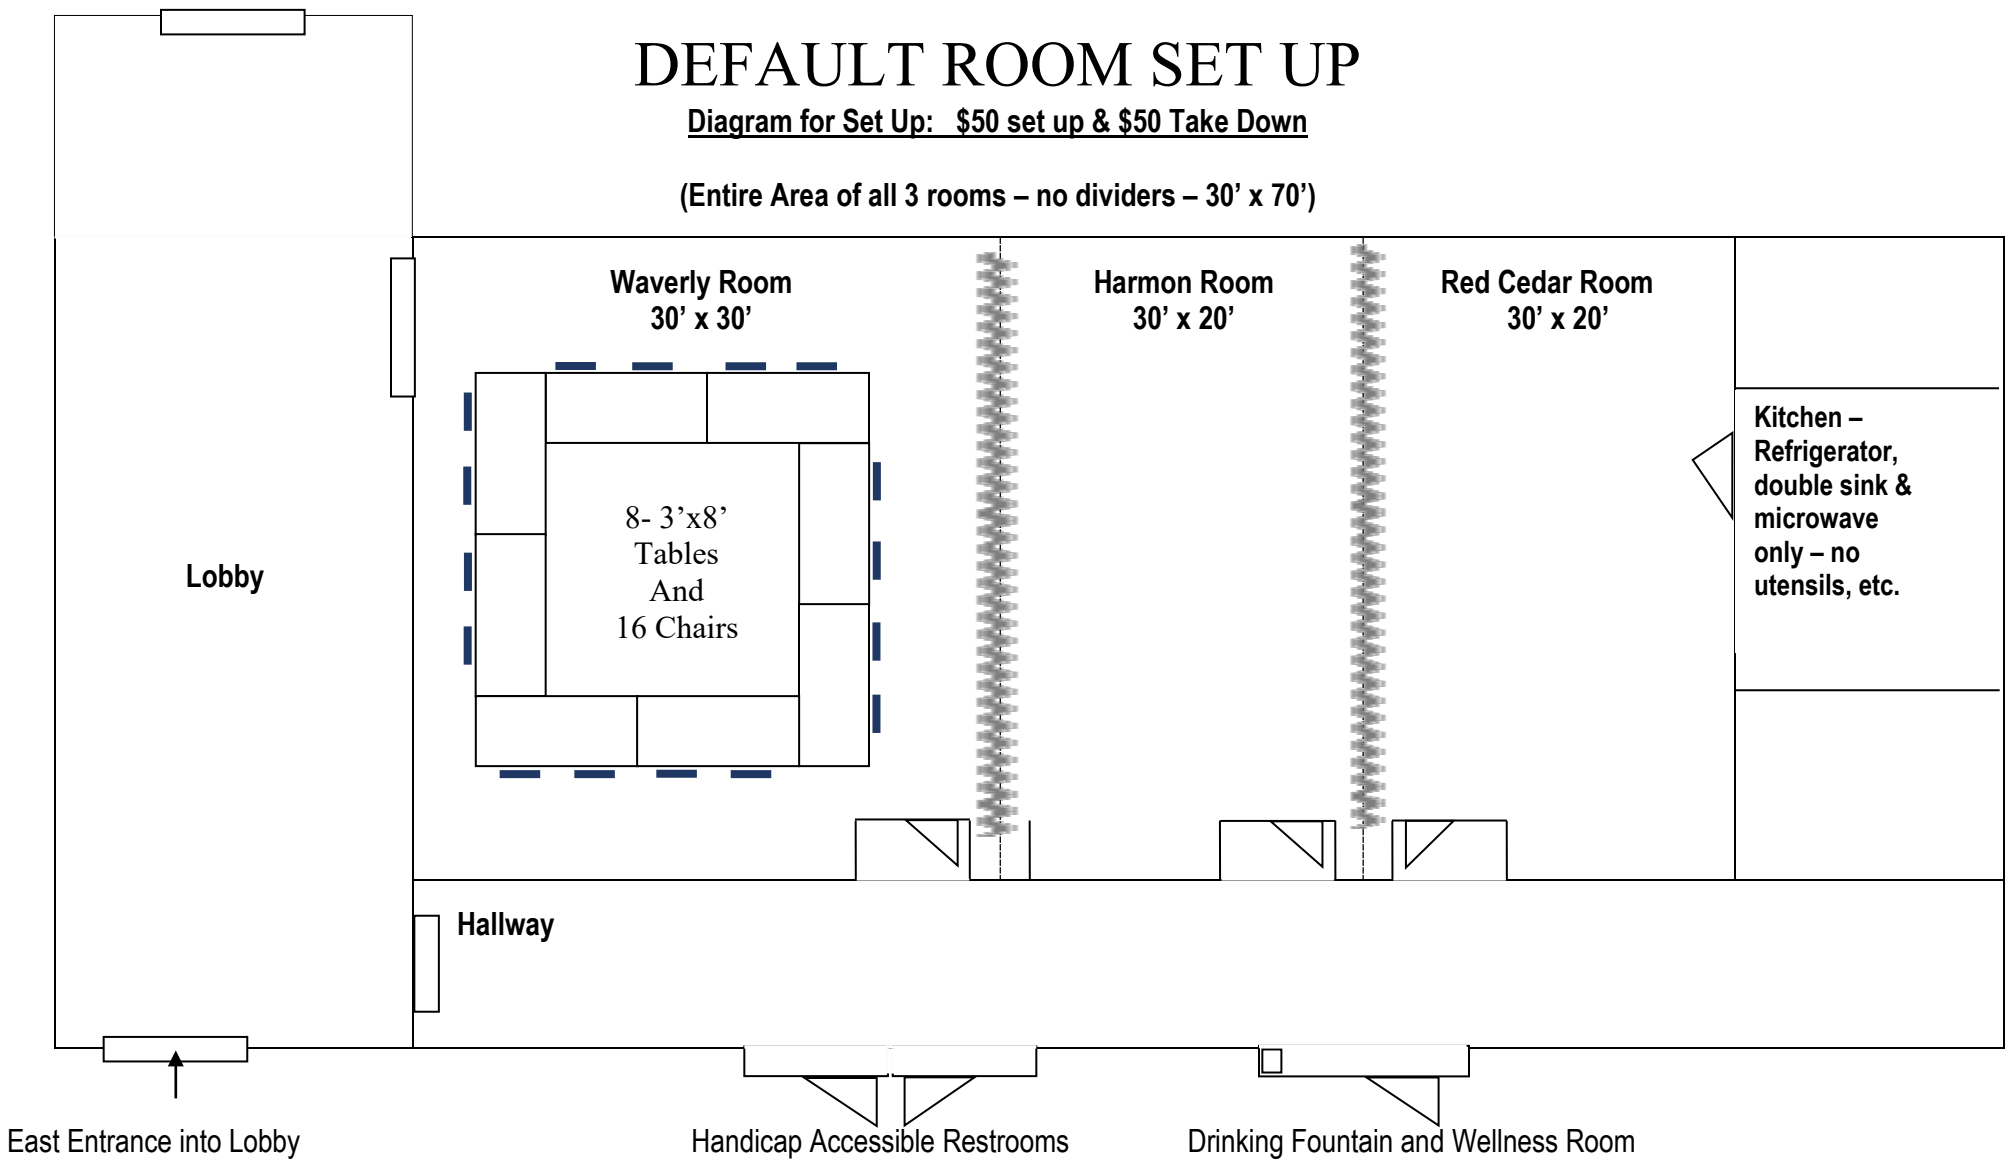 DEFAULT ROOM SET UP
Diagram for Set Up:   $50 set up & $50 Take Down
(Entire Area of all 3 rooms – no dividers – 30’ x 70’)
Waverly Room
30’ x 30’
Harmon Room
30’ x 20’
Red Cedar Room
30’ x 20’
Kitchen –
Refrigerator,
double sink &
microwave
only – no
utensils, etc.
8- 3’x8’
Tables
And
16 Chairs
Lobby
Hallway
East Entrance into Lobby
Handicap Accessible Restrooms
Drinking Fountain and Wellness Room